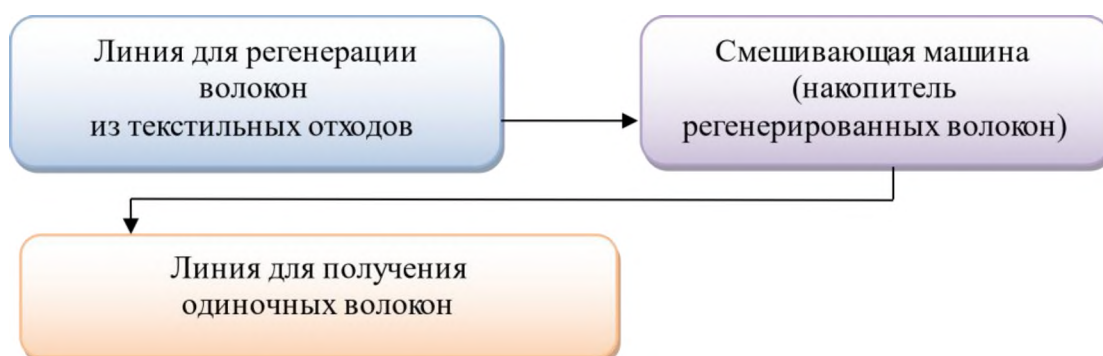 Линия для регенерации
волокон
из текстильных отходов
Смешивающая машина
(накопитель
регенерированных волокон)
Линия для получения
одиночных волокон